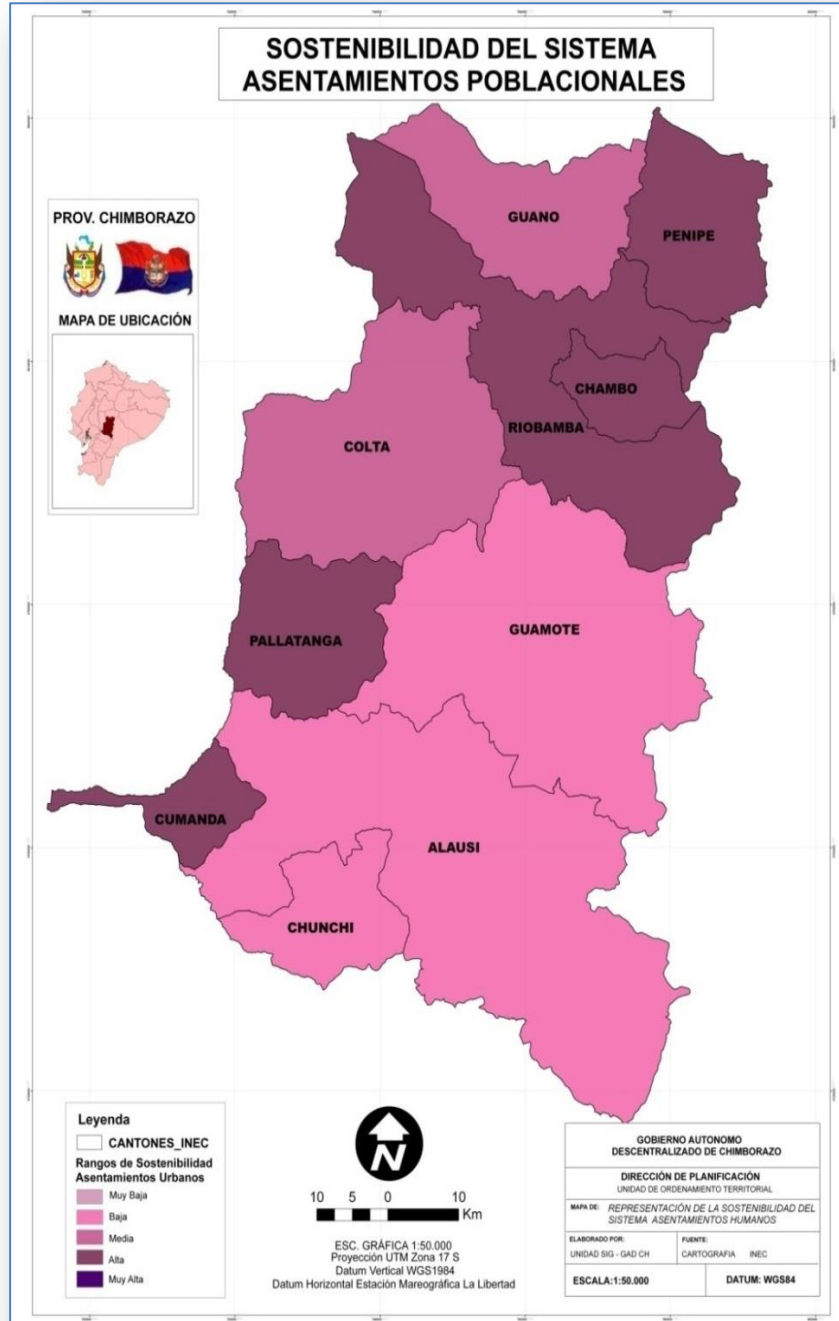 SOSTENIBILIDAD DEL SISTEMA
ASENTAMIENTOS POBLACIONALES
PROV. CHIMBORAZO
MAPA DE UBICACIÓN
GUANO
PENIPE
CHAMBO
RIOBAMBA
COLTA
GUAMOTE
PALLATANGA
CUMANDA
ALAUSI
CHUNCHI
Leyenda
CANTONES_INEC
Rangos de Sostenibilidad
Asentamientos Urbanos
Muy Baja
Baja
Media
Alta
Muy Alta
N
10 5 0 10
Km
ESC. GRÁFICA 1:50.000
Proyección UTM Zona 17 S
Datum Vertical WGS1984
Datum Horizontal Estación Mareográfica La Libertad
GOBIERNO AUTONOMO
DESCENTRALIZADO DE CHIMBORAZO
DIRECCIÓN DE PLANIFICACIÓN
UNIDAD DE ORDENAMIENTO TERRITORIAL
MAPA DE: REPRESENTACIÓN DE LA SOSTENIBILIDAD DEL
SISTEMA ASENTAMIENTOS HUMANOS
ELABORADO POR:
UNIDAD SIG - GAD CH
FUENTE:
CARTOGRAFIA INEC
ESCALA:1:50.000
DATUM: WGS84